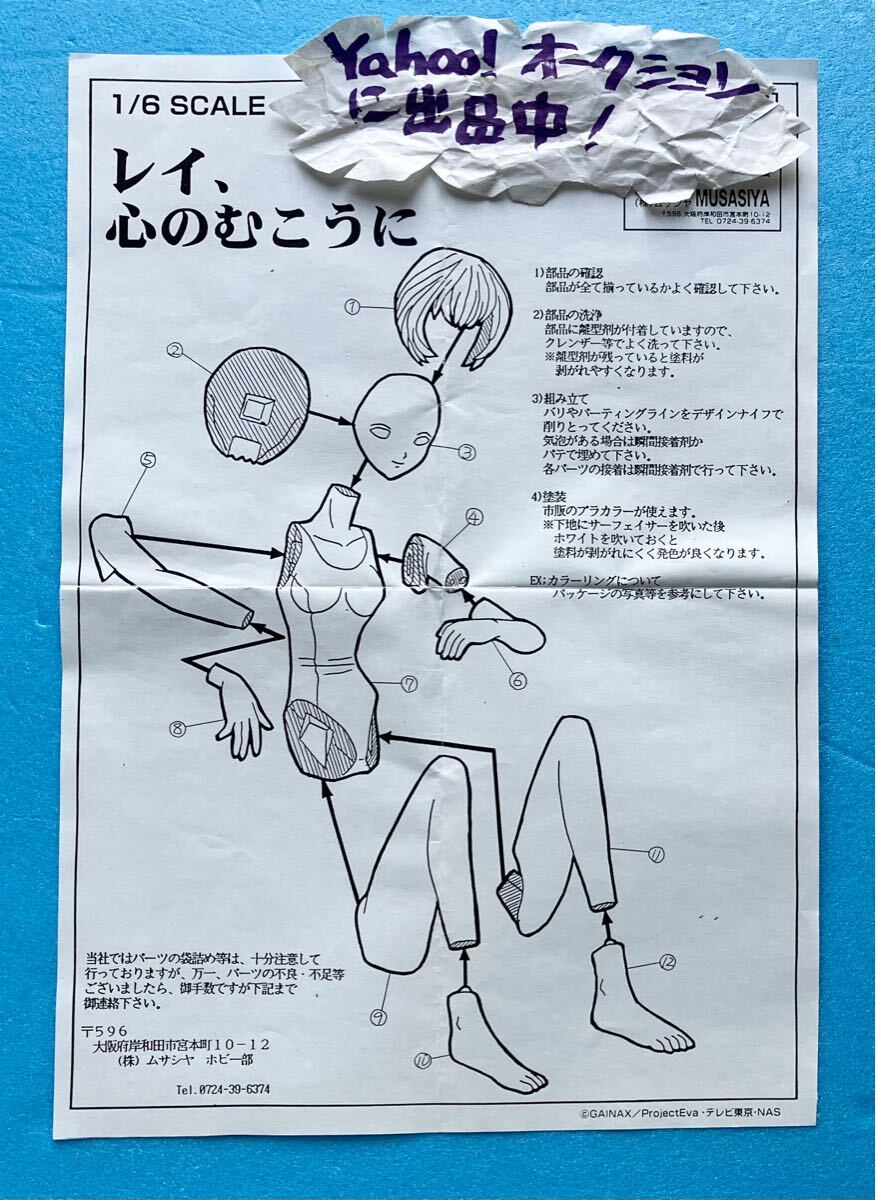 Yahoo! オークション
に出品中！
1/6 SCALE
レイ、
心のむこうに
(株)ムサシヤ MUSASIYA
〒596 大阪府岸和田市宮本町10-12
TEL 0724-39-6374
1)部品の確認
部品が全て揃っているかよく確認して下さい。
2)部品の洗浄
部品に離型剤が付着していますので、
クレンザー等でよく洗って下さい。
※離型剤が残っていると塗料が
剥がれやすくなります。
3)組み立て
バリやパーティングラインをデザインナイフで
削りとってください。
気泡がある場合は瞬間接着剤か
パテで埋めて下さい。
各パーツの接着は瞬間接着剤で行って下さい。
4)塗装
市販のプラカラーが使えます。
※下地にサーフェイサーを吹いた後
ホワイトを吹いておくと
塗料が剥がれにくく発色が良くなります。
EX;カラーリングについて
パッケージの写真等を参考にして下さい。
①
②
③
④
⑤
⑥
⑦
⑧
⑨
⑩
⑪
⑫
当社ではパーツの袋詰め等は、十分注意して
行っておりますが、万一、パーツの不良・不足等
ございましたら、御手数ですが下記まで
御連絡下さい。
〒596
大阪府岸和田市宮本町10-12
(株) ムサシヤ ホビー部
Tel.0724-39-6374
©GAINAX／ProjectEva・テレビ東京・NAS